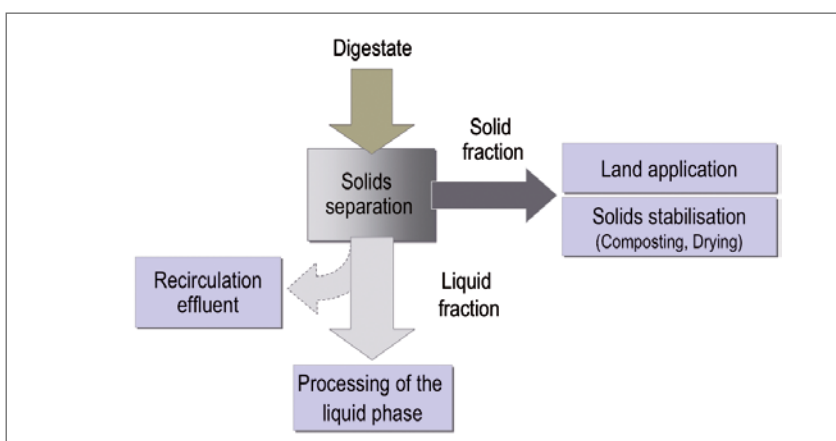 Digestate
Solids
separation
Solid
fraction
Land application
Solids stabilisation
(Composting, Drying)
Recirculation
effluent
Liquid
fraction
Processing of the
liquid phase